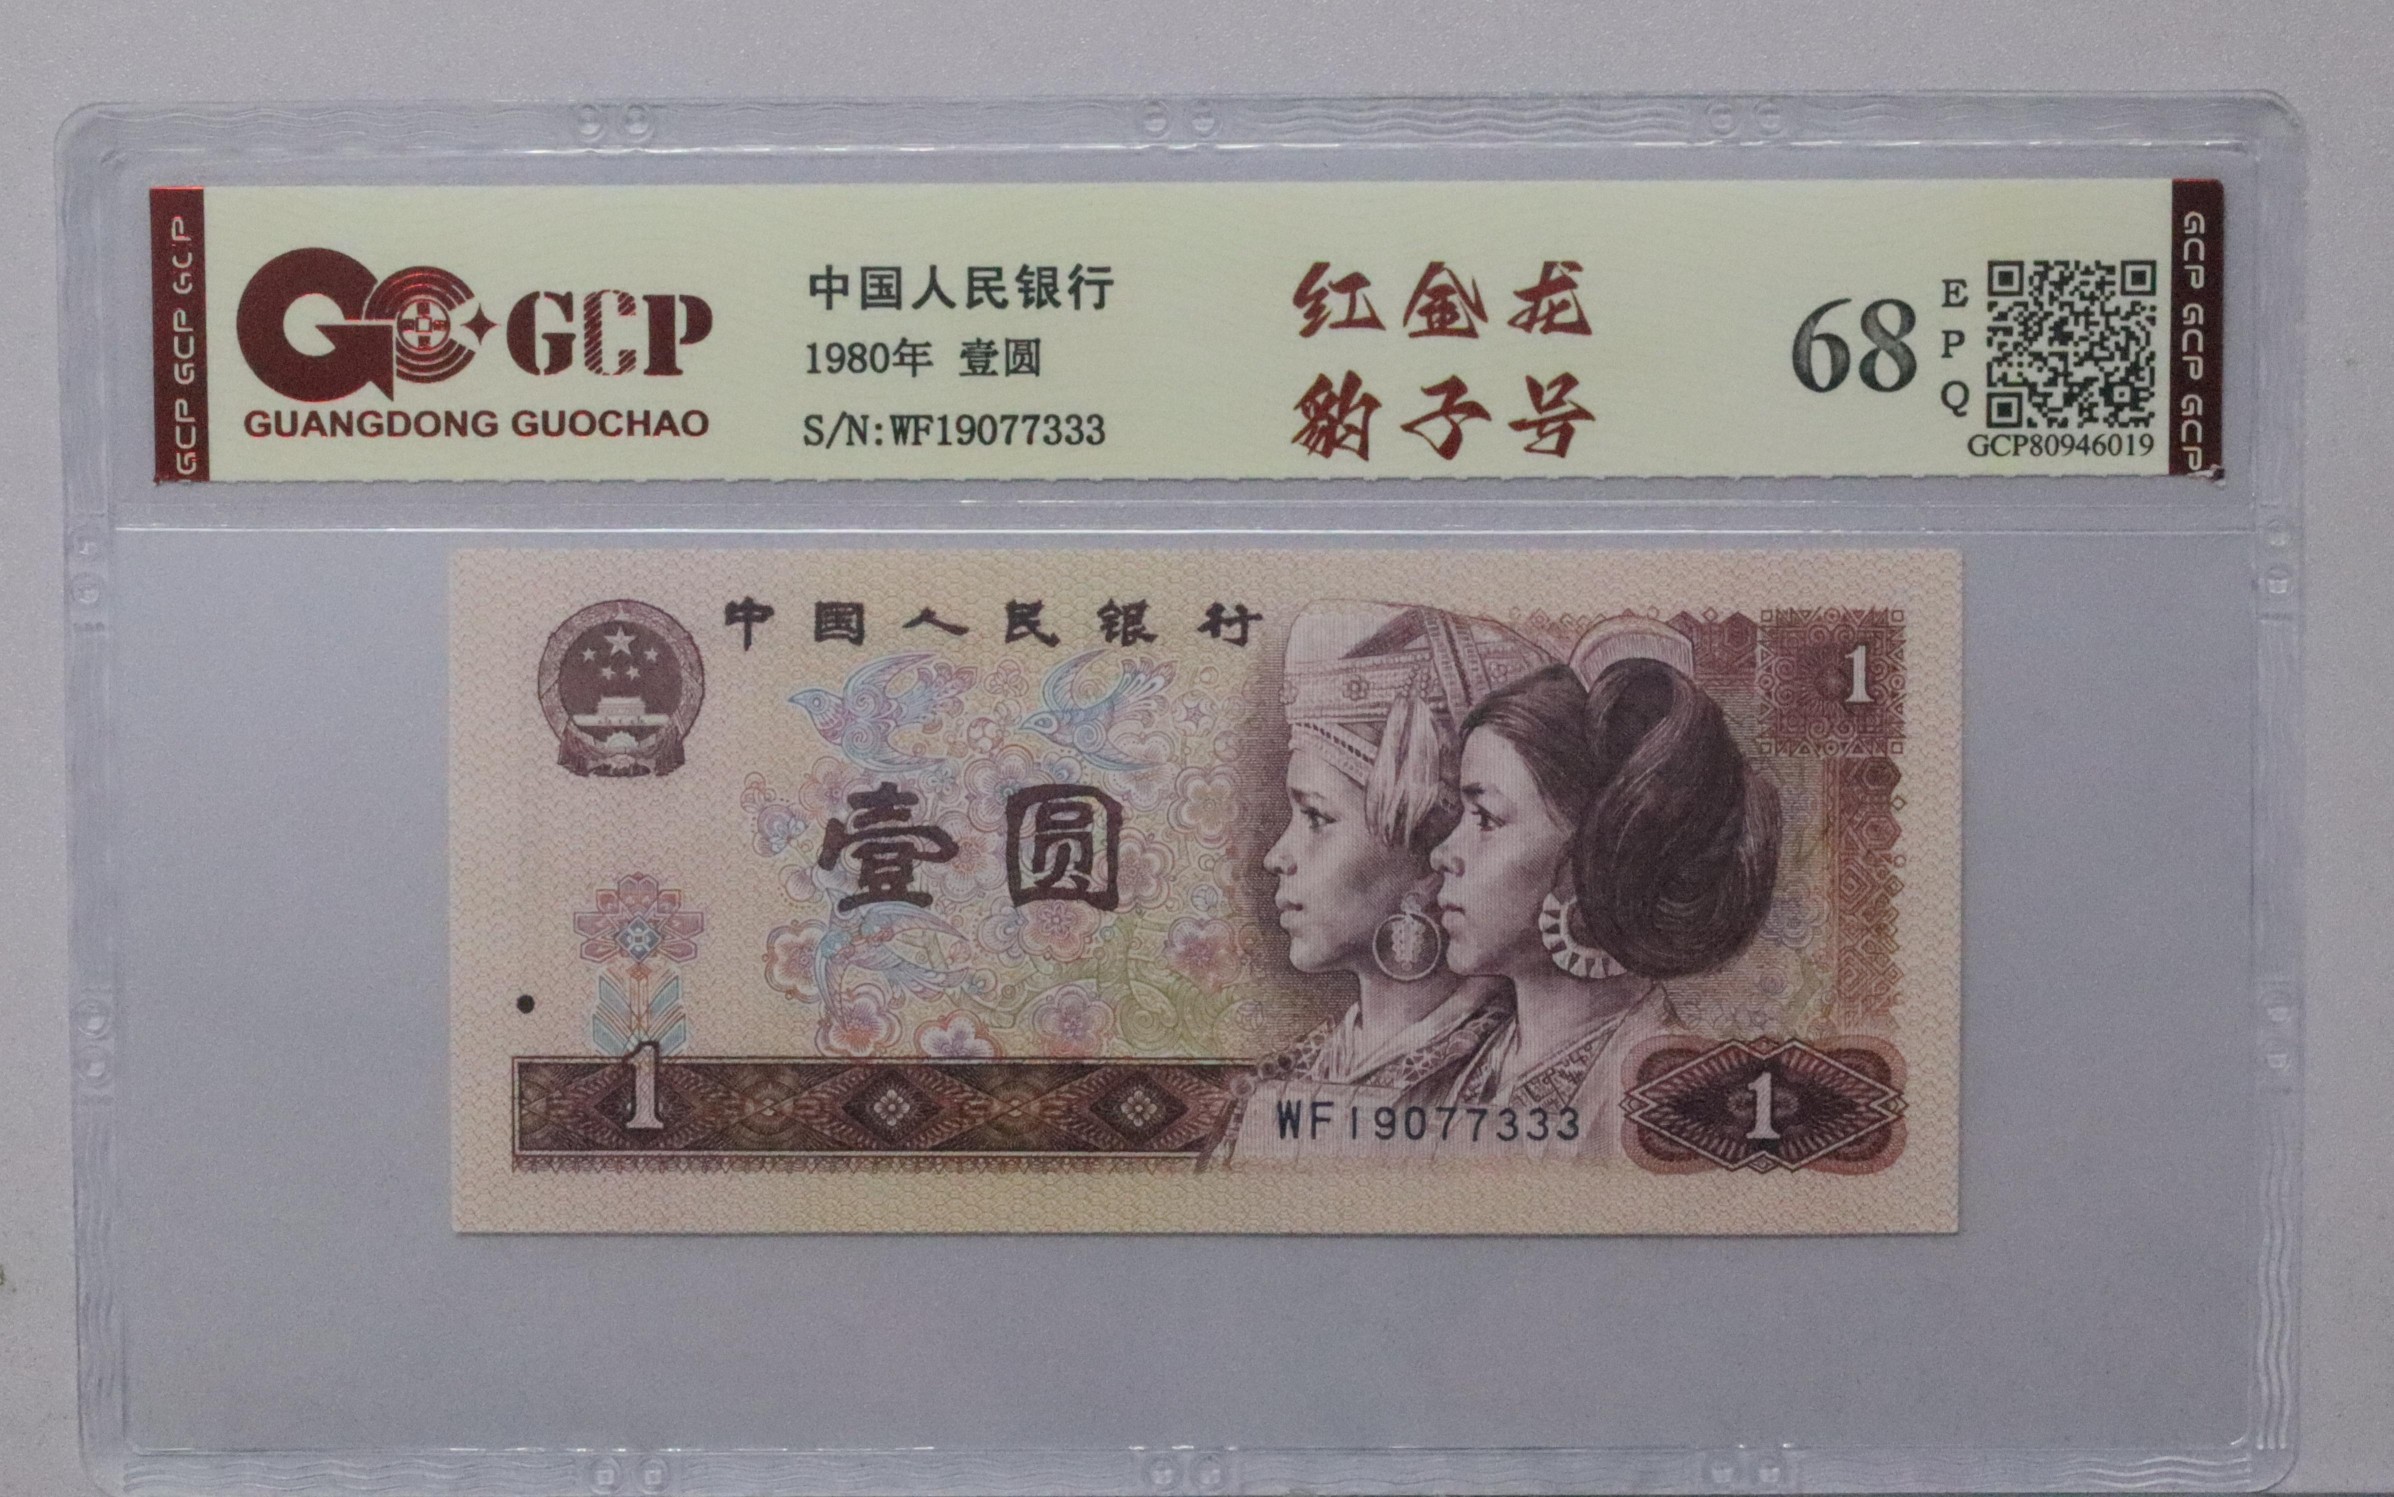 GCP GCP GCP
GCP
GUANGDONG GUOCHAO
中国人民银行
1980年 壹圆
S/N:WF19077333
红金龙
豹子号
68
E
P
Q
GCP80946019
GCP GCP GCP
中国人民银行
1
壹圆
1
WF19077333
1